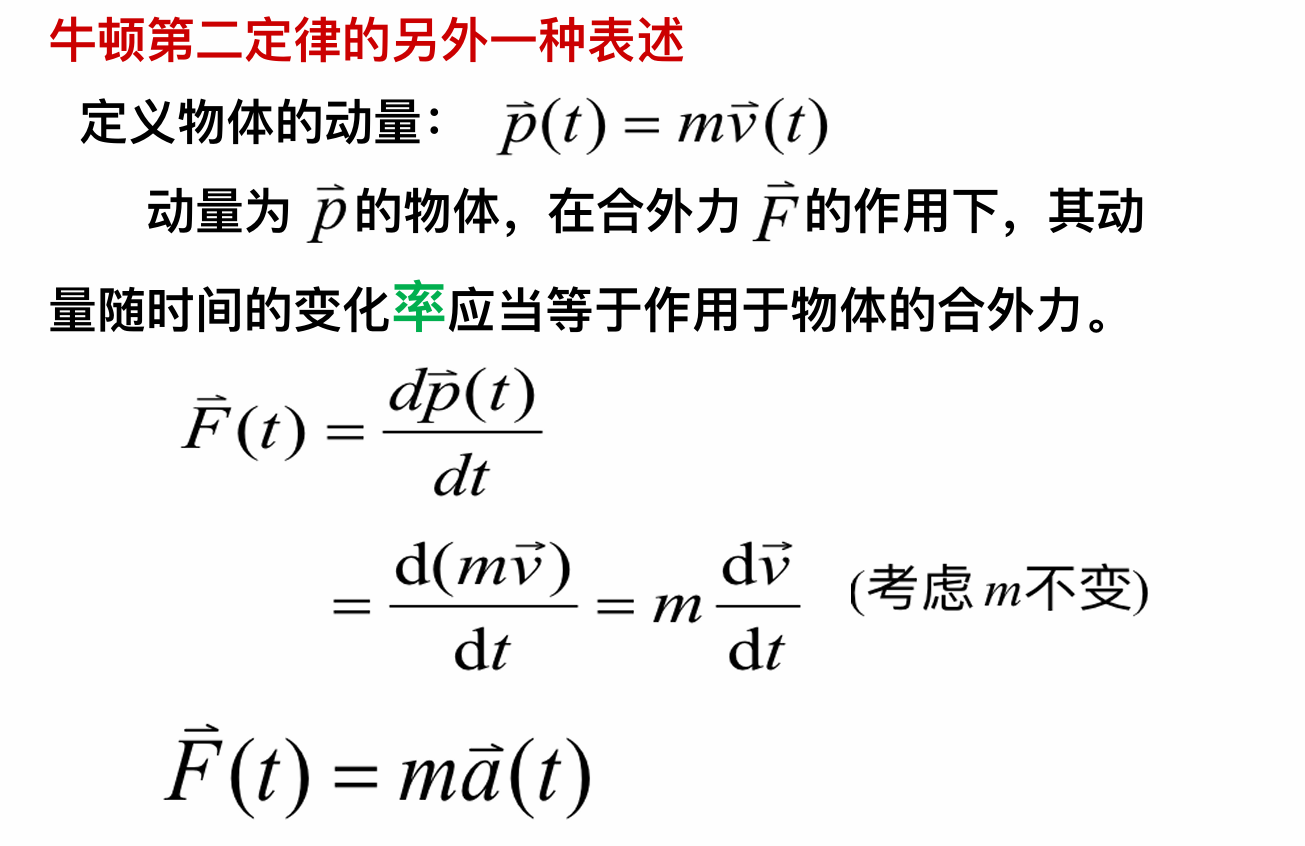 牛顿第二定律的另外一种表述
定义物体的动量： $\vec{p}(t) = m\vec{v}(t)$
动量为 $\vec{p}$ 的物体，在合外力 $\vec{F}$ 的作用下，其动
量随时间的变化率应当等于作用于物体的合外力。
$\vec{F}(t) = \frac{d\vec{p}(t)}{dt}$
$= \frac{\mathrm{d}(m\vec{v})}{\mathrm{d}t} = m\frac{\mathrm{d}\vec{v}}{\mathrm{d}t}$ (考虑 m不变)
$\vec{F}(t) = m\vec{a}(t)$